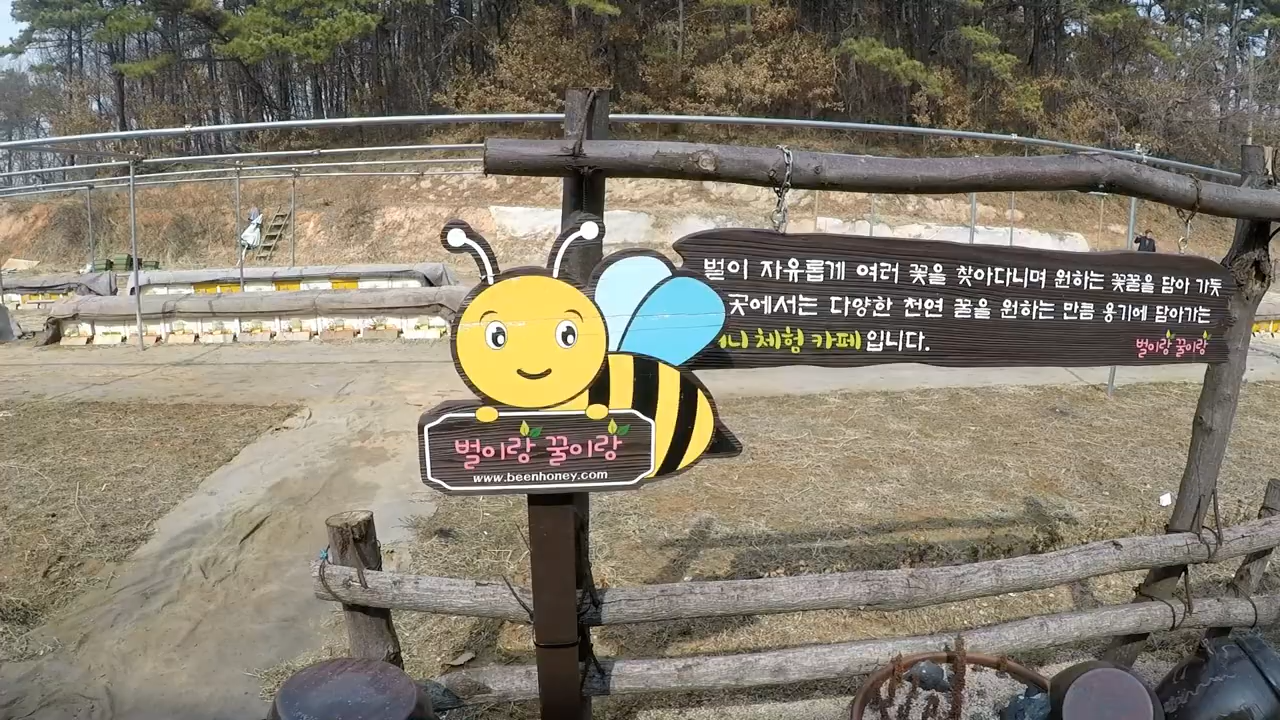 벌이 자유롭게 여러 꽃을 찾아다니며 원하는 꽃꿀을 담아 가듯
곳에서는 다양한 천연 꿀을 원하는 만큼 용기에 담아가는
체험 카페입니다.
벌이랑 꿀이랑
벌이랑 꿀이랑
www.beenhoney.com